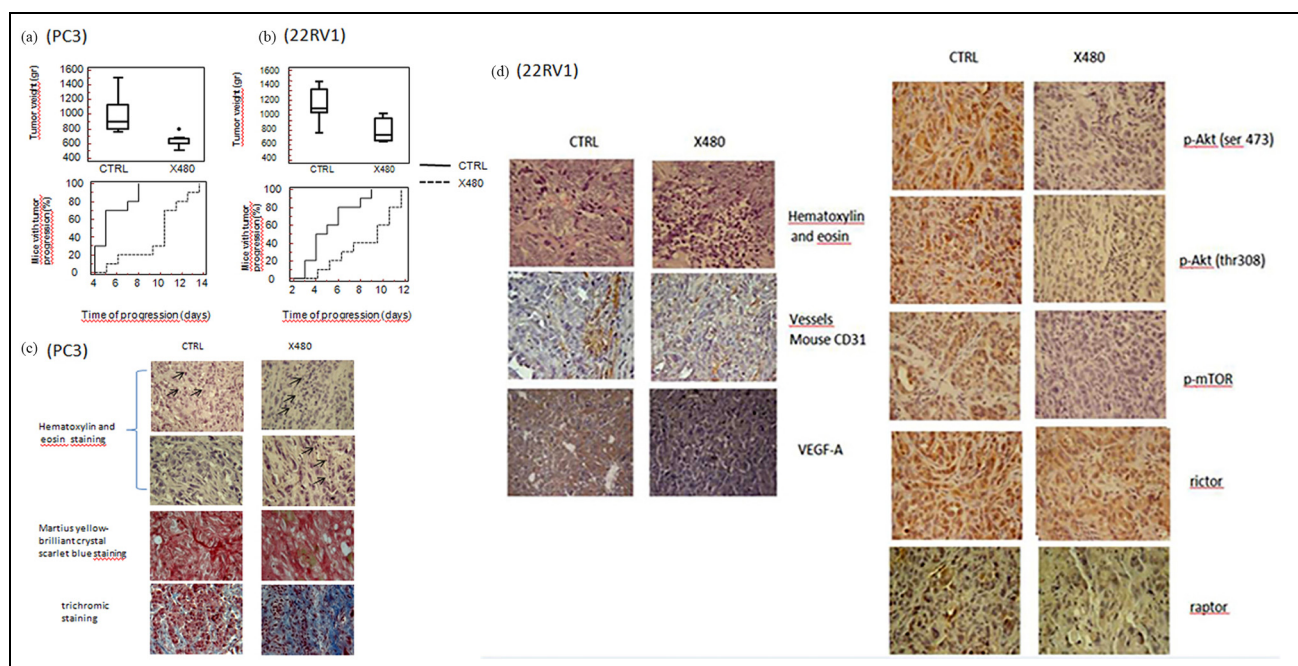 (a) (PC3)
Tumor weight (gr)
1600
1400
1200
1000
800
600
400
CTRL X480
Mice with tumor
progression (%)
100
80
60
40
20
0
4 6 8 10 12 14
Time of progression (days)
(b) (22RV1)
Tumor weight (gr)
1600
1400
1200
1000
800
600
400
CTRL X480
CTRL
X480
Mice with tumor
progression (%)
100
80
60
40
20
0
2 4 6 8 10 12
Time of progression (days)
(c) (PC3)
CTRL X480
Hematoxylin and
eosin staining
Martius yellow-
brilliant crystal
scarlet blue staining
trichromic
staining
(d) (22RV1)
CTRL X480
Hematoxylin
and eosin
Vessels
Mouse CD31
VEGF-A
CTRL X480
p-Akt (ser 473)
p-Akt (thr308)
p-mTOR
rictor
raptor